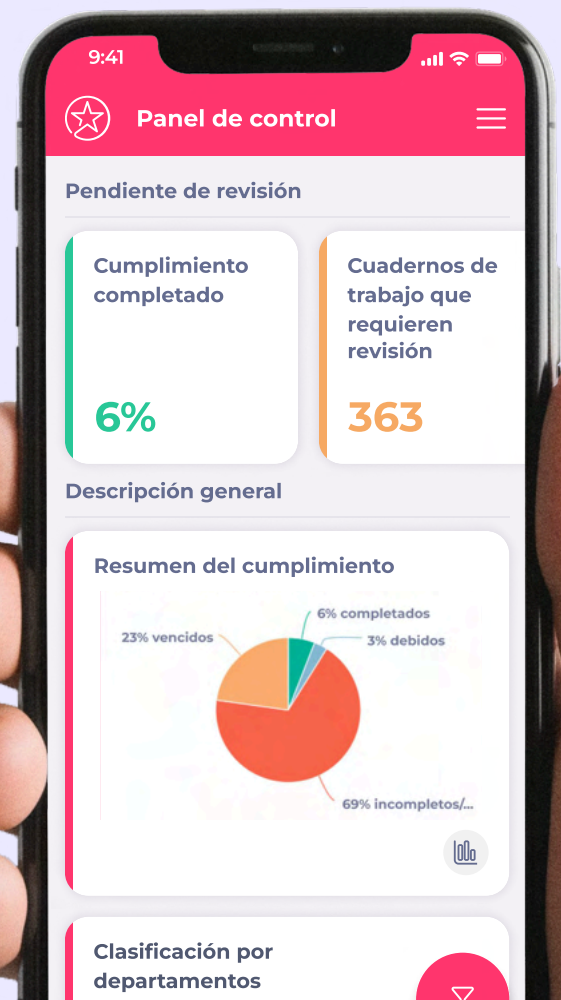 9:41
Panel de control
Pendiente de revisión
Cumplimiento
completado
6%
Cuadernos de
trabajo que
requieren
revisión
363
Descripción general
Resumen del cumplimiento
6% completados
23% vencidos
3% debidos
69% incompletos/...
Clasificación por
departamentos